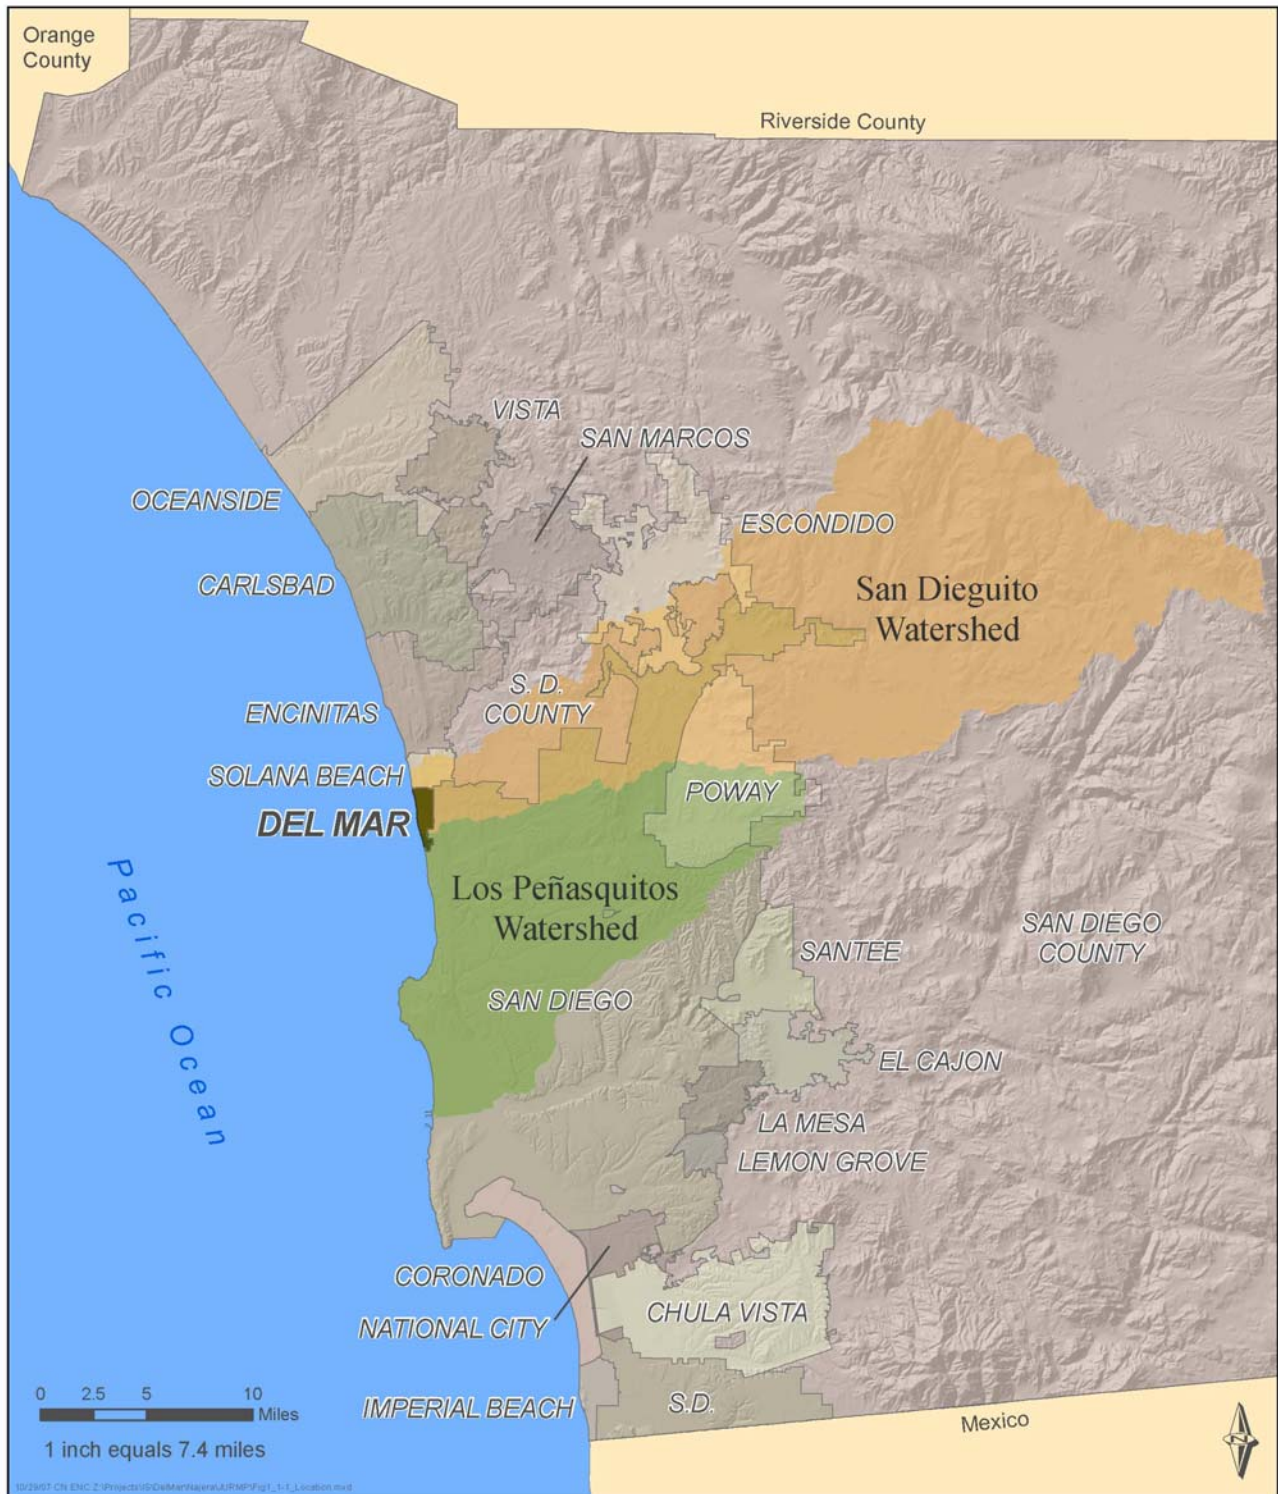 Orange
County
Riverside County
VISTA
SAN MARCOS
OCEANSIDE
ESCONDIDO
CARLSBAD
San Dieguito
Watershed
S. D.
COUNTY
ENCINITAS
SOLANA BEACH
POWAY
DEL MAR
Los Peñasquitos
Watershed
Pacific Ocean
SAN DIEGO
COUNTY
SANTEE
SAN DIEGO
EL CAJON
LA MESA
LEMON GROVE
CORONADO
NATIONAL CITY
CHULA VISTA
IMPERIAL BEACH
S.D.
Mexico
0 2.5 5 10
Miles
1 inch equals 7.4 miles
N